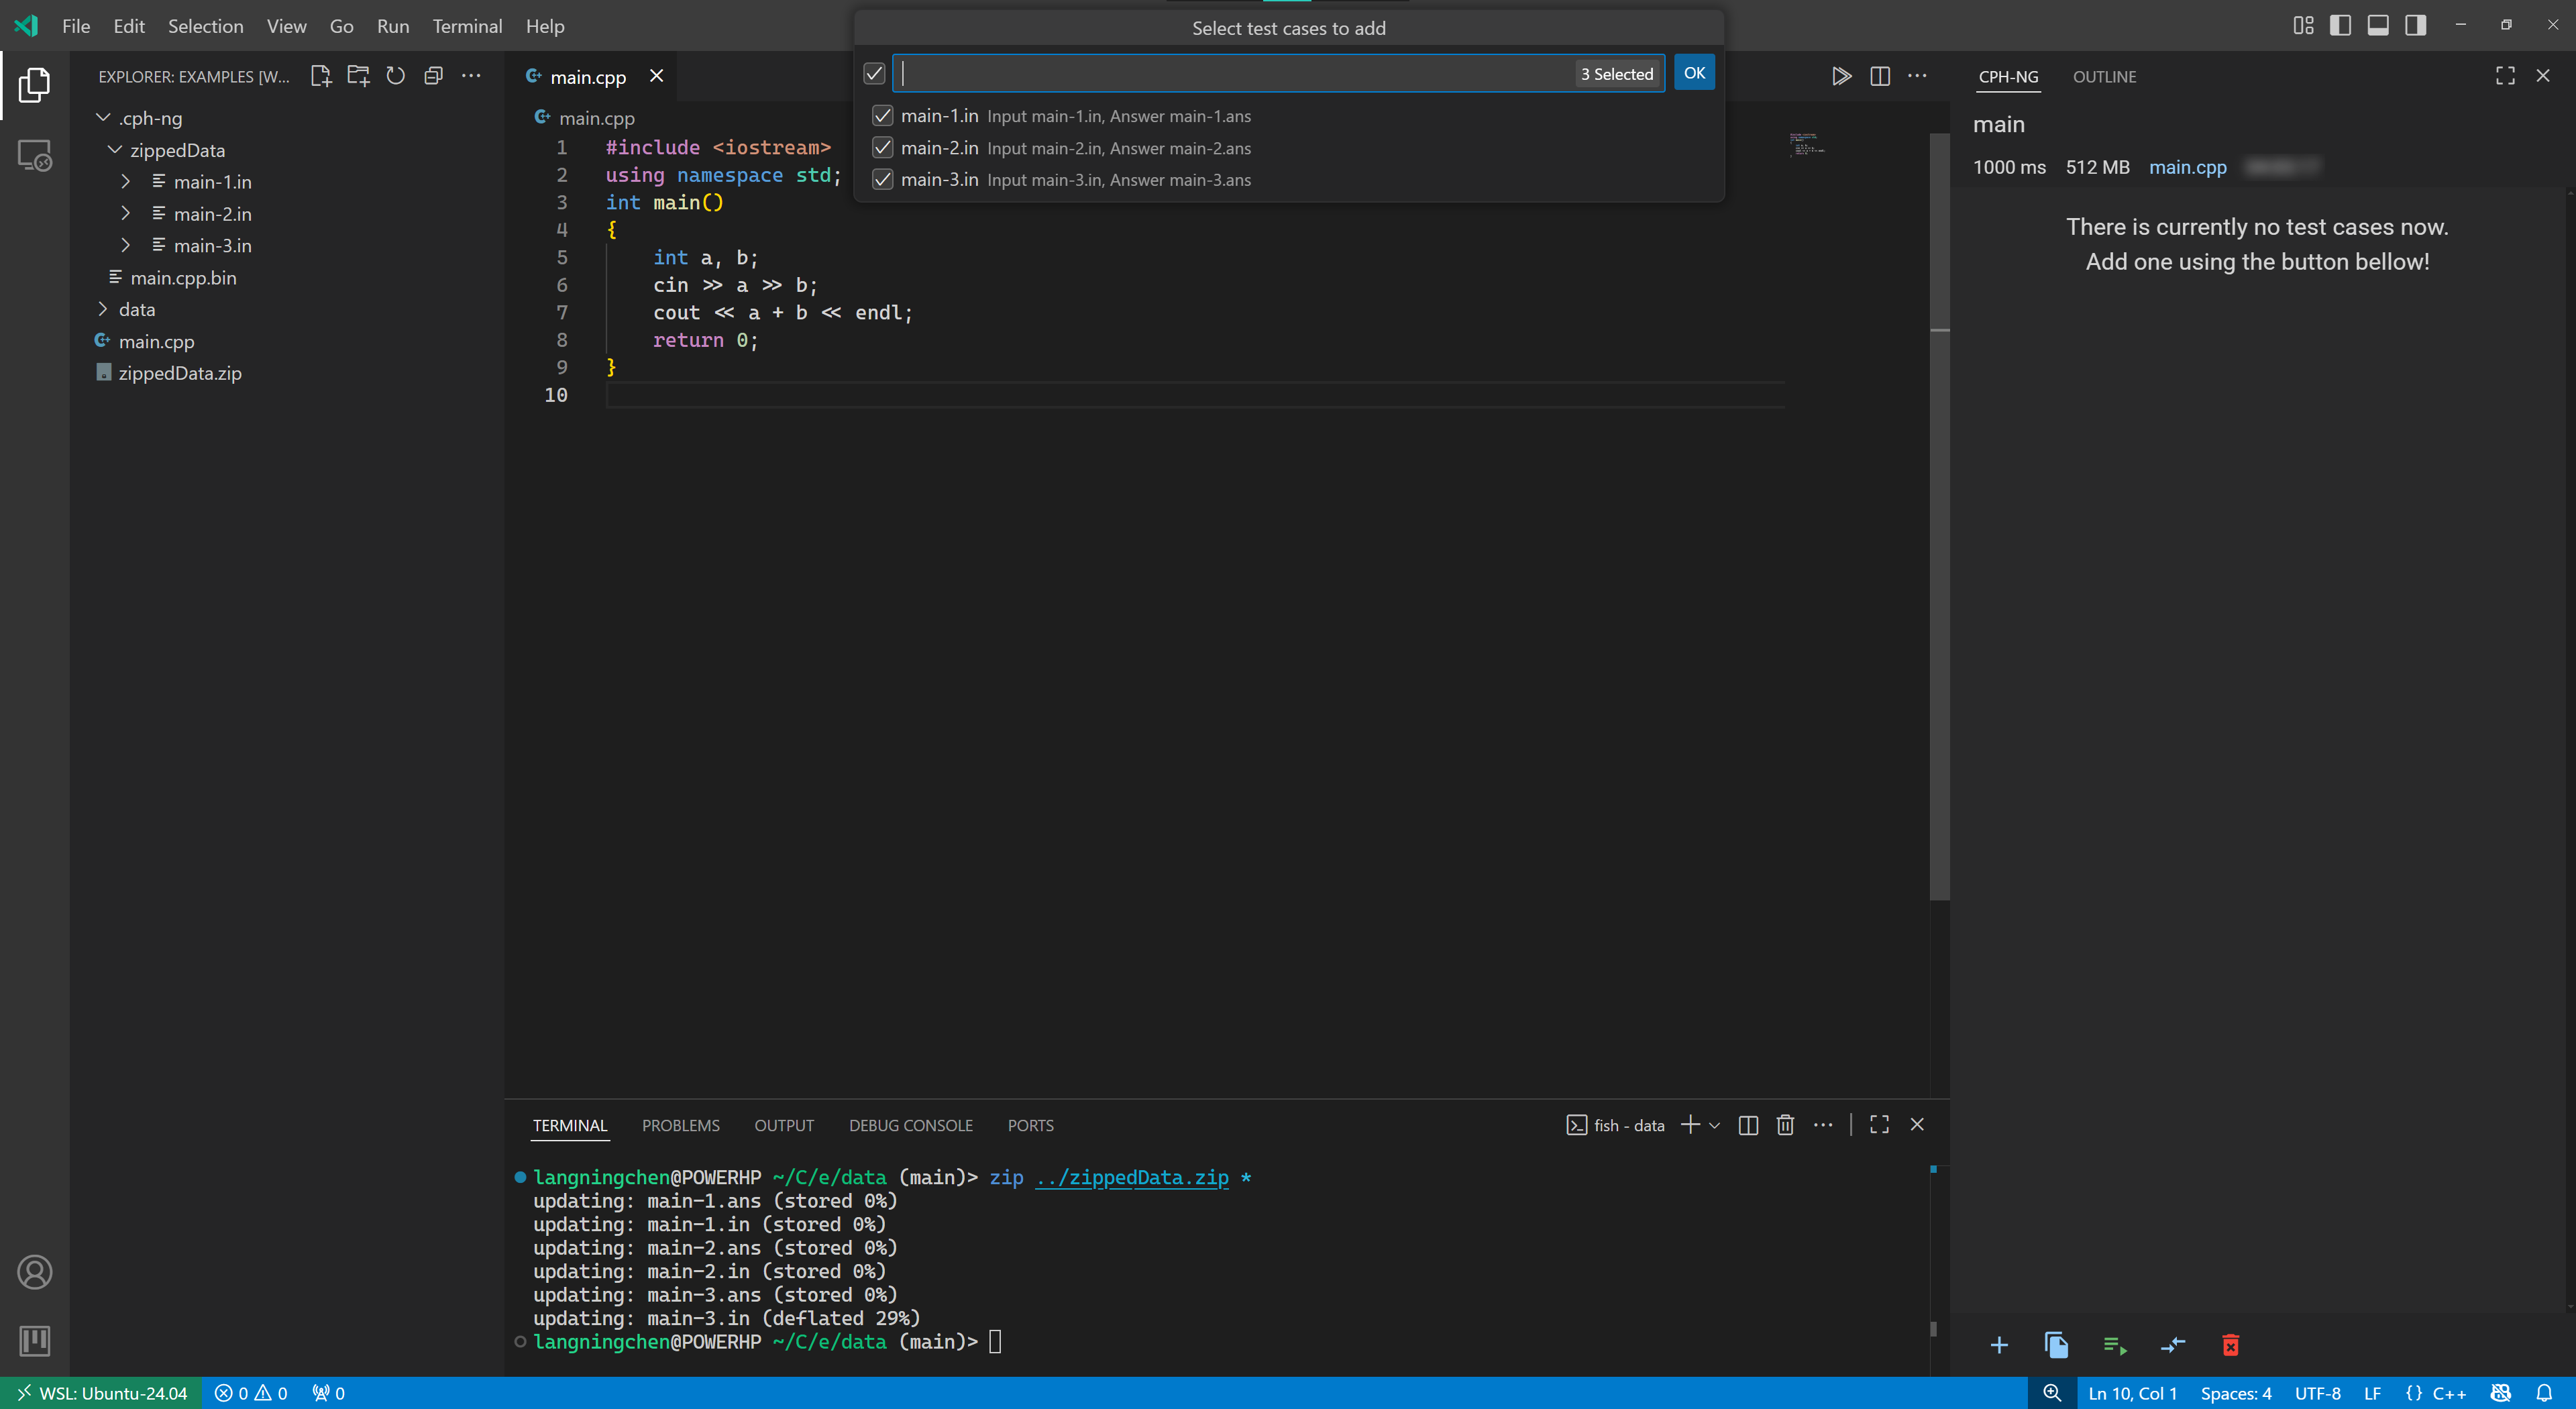 File Edit Selection View Go Run Terminal Help
Select test cases to add
3 Selected OK
main-1.in Input main-1.in, Answer main-1.ans
main-2.in Input main-2.in, Answer main-2.ans
main-3.in Input main-3.in, Answer main-3.ans
EXPLORER: EXAMPLES [W...
.cph-ng
zippedData
main-1.in
main-2.in
main-3.in
main.cpp.bin
data
main.cpp
zippedData.zip
main.cpp
main.cpp
1 #include <iostream>
2 using namespace std;
3 int main()
4 {
5 int a, b;
6 cin >> a >> b;
7 cout << a + b << endl;
8 return 0;
9 }
10
CPH-NG OUTLINE
main
1000 ms 512 MB main.cpp
There is currently no test cases now.
Add one using the button bellow!
TERMINAL PROBLEMS OUTPUT DEBUG CONSOLE PORTS
fish - data
langningchen@POWERHP ~/C/e/data (main)> zip ../zippedData.zip *
updating: main-1.ans (stored 0%)
updating: main-1.in (stored 0%)
updating: main-2.ans (stored 0%)
updating: main-2.in (stored 0%)
updating: main-3.ans (stored 0%)
updating: main-3.in (deflated 29%)
langningchen@POWERHP ~/C/e/data (main)>
WSL: Ubuntu-24.04 0 0 0
Ln 10, Col 1 Spaces: 4 UTF-8 LF {} C++